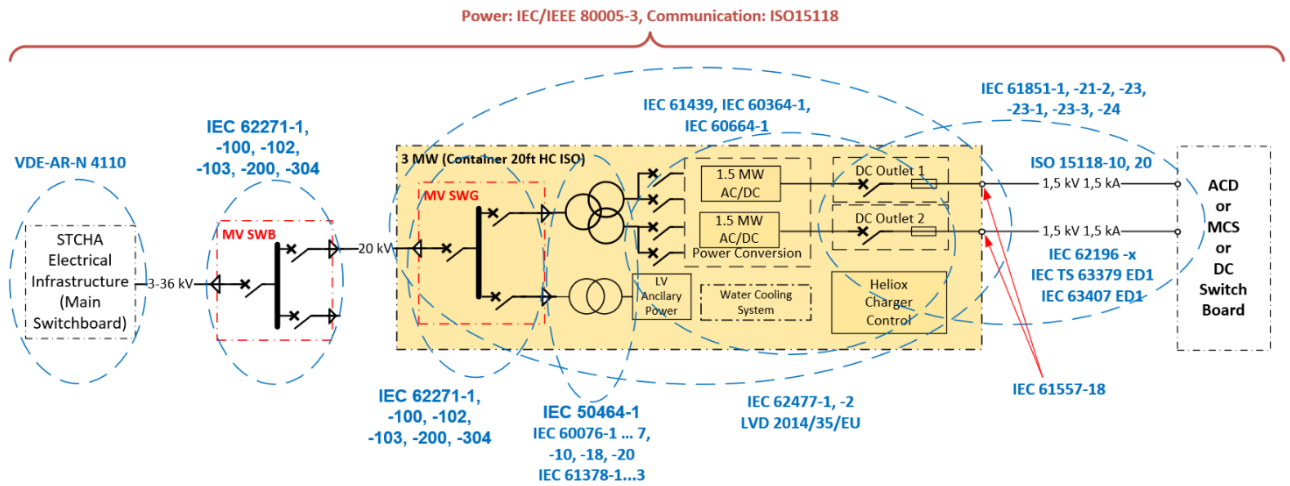 Power: IEC/IEEE 80005-3, Communication: ISO15118
IEC 61851-1, -21-2, -23,
-23-1, -23-3, -24
IEC 61439, IEC 60364-1,
IEC 60664-1
IEC 62271-1,
-100, -102,
-103, -200, -304
VDE-AR-N 4110
3 MW (Container 20ft HC ISO)
ISO 15118-10, 20
MV SWG
1.5 MW
AC/DC
DC Outlet 1
1,5 kV 1,5 kA
ACD
or
MCS
or
DC
Switch
Board
MV SWB
STCHA
Electrical
Infrastructure
(Main
Switchboard)
3-36 kV
20 kV
1.5 MW
AC/DC
Power Conversion
DC Outlet 2
1,5 kV 1,5 kA
IEC 62196 -x
IEC TS 63379 ED1
IEC 63407 ED1
LV
Ancilary
Power
Water Cooling
System
Heliox
Charger
Control
IEC 61557-18
IEC 62271-1,
-100, -102,
-103, -200, -304
IEC 50464-1
IEC 60076-1 ... 7,
-10, -18, -20
IEC 61378-1...3
IEC 62477-1, -2
LVD 2014/35/EU